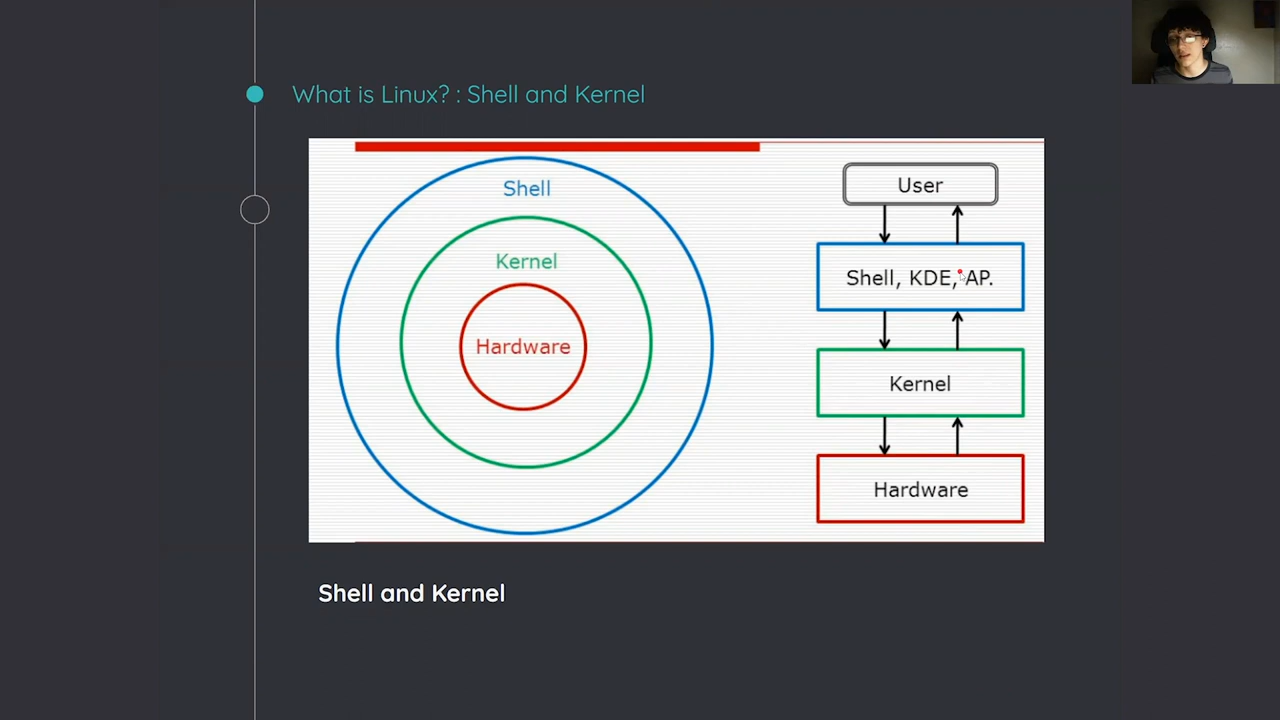 What is Linux? : Shell and Kernel
Shell
Kernel
Hardware
User
Shell, KDE, AP.
Kernel
Hardware
Shell and Kernel